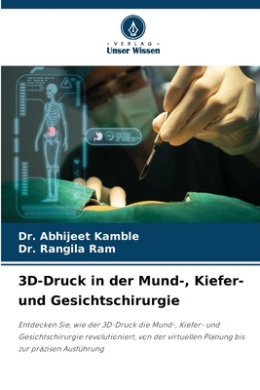 VERLAG
Unser Wissen
Dr. Abhijeet Kamble
Dr. Rangila Ram
3D-Druck in der Mund-, Kiefer-
und Gesichtschirurgie
Entdecken Sie, wie der 3D-Druck die Mund-, Kiefer- und
Gesichtschirurgie revolutioniert, von der virtuellen Planung bis
zur präzisen Ausführung